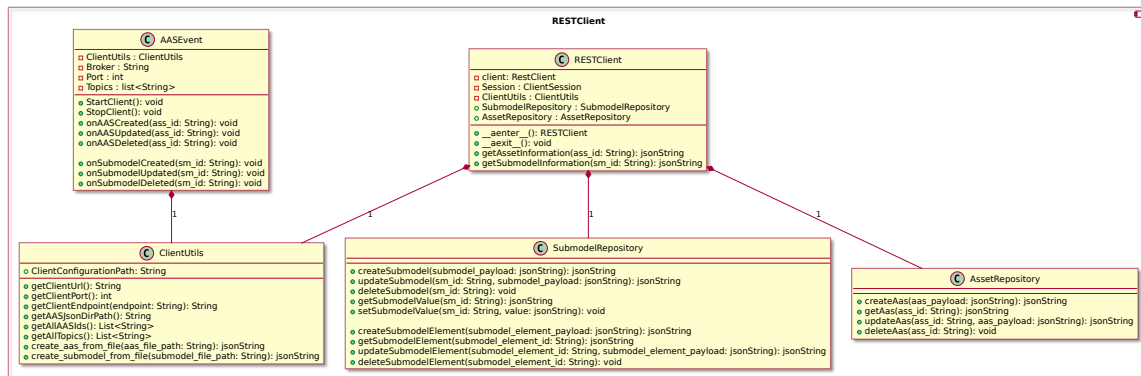 RESTClient
C AASEvent
ClientUtils : ClientUtils
Broker : String
Port : int
Topics : list<String>
StartClient(): void
StopClient(): void
onAASCreated(ass_id: String): void
onAASUpdated(ass_id: String): void
onAASDeleted(ass_id: String): void
onSubmodelCreated(sm_id: String): void
onSubmoelUpdated(sm_id: String): void
onSubmodelDeleted(sm_id: String): void
C RESTClient
client: RestClient
Session : ClientSession
ClientUtils : ClientUtils
SubmodelRepository : SubmodelRepository
AssetRepository : AssetRepository
__aenter__(): RESTClient
__aexit__(): void
getAssetInformation(ass_id: String): jsonString
getSubmodelInformation(sm_id: String): jsonString
1
1
1
1
C ClientUtils
ClientConfigurationPath: String
getClientUrl(): String
getClientPort(): int
getClientEndpoint(endpoint: String): String
getAASJsonDirPath(): String
getAllAASIds(): List<String>
getAllTopics(): List<String>
create_aas_from_file(aas_file_path: String): jsonString
create_submodel_from_file(submodel_file_path: String): jsonString
C SubmodelRepository
createSubmodel(submodel_payload: jsonString): jsonString
updateSubmodel(sm_id: String, submodel_payload: jsonString): jsonString
deleteSubmodel(sm_id: String): void
getSubmodelValue(sm_id: String): jsonString
setSubmodelValue(sm_id: String, value: jsonString): void
createSubmodelElement(submodel_element_payload: jsonString): jsonString
getSubmodelElement(submodel_element_id: String): jsonString
updateSubmodelElement(submodel_element_id: String, submodel_element_payload: jsonString): jsonString
deleteSubmodelElement(submodel_element_id: String): void
C AssetRepository
createAas(aas_payload: jsonString): jsonString
getAas(ass_id: String): jsonString
updateAas(ass_id: String, aas_payload: jsonString): jsonString
deleteAas(ass_id: String): void